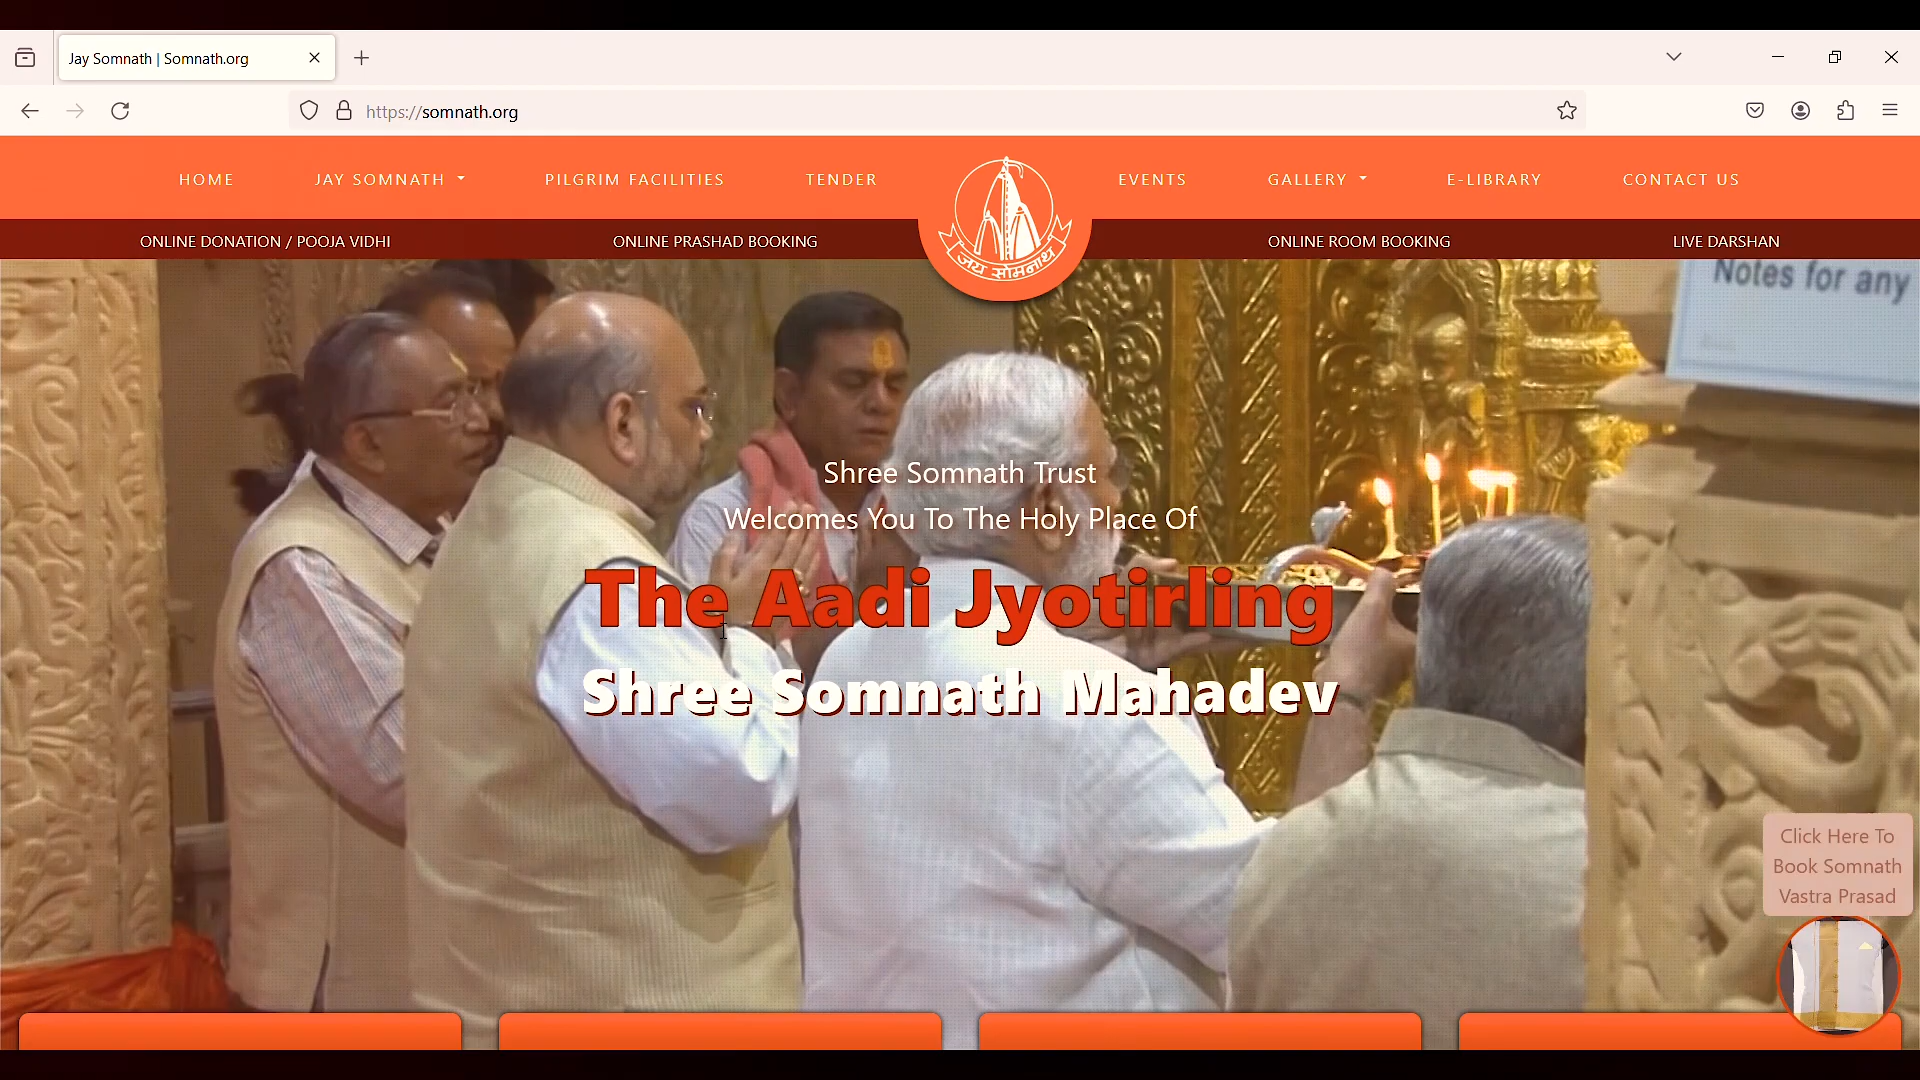 Jay Somnath | Somnath.org
https://somnath.org
HOME
JAY SOMNATH
PILGRIM FACILITIES
TENDER
EVENTS
GALLERY
E-LIBRARY
CONTACT US
जय सोमनाथ
ONLINE DONATION / POOJA VIDHI
ONLINE PRASHAD BOOKING
ONLINE ROOM BOOKING
LIVE DARSHAN
Notes for any
Shree Somnath Trust
Welcomes You To The Holy Place Of
The Aadi Jyotirling
Shree Somnath Mahadev
Click Here To
Book Somnath
Vastra Prasad